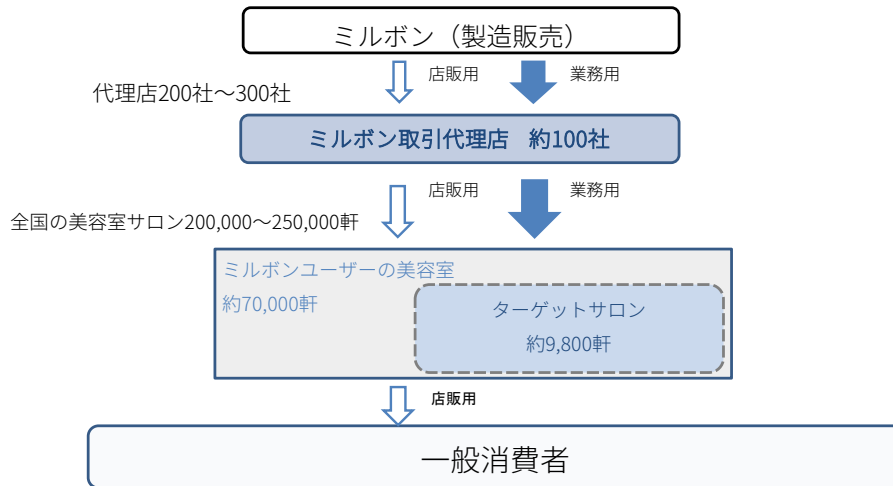 ミルボン（製造販売）
店販用
業務用
代理店200社～300社
ミルボン取引代理店　約100社
店販用
業務用
全国の美容室サロン200,000～250,000軒
ミルボンユーザーの美容室
約70,000軒
ターゲットサロン
約9,800軒
店販用
一般消費者